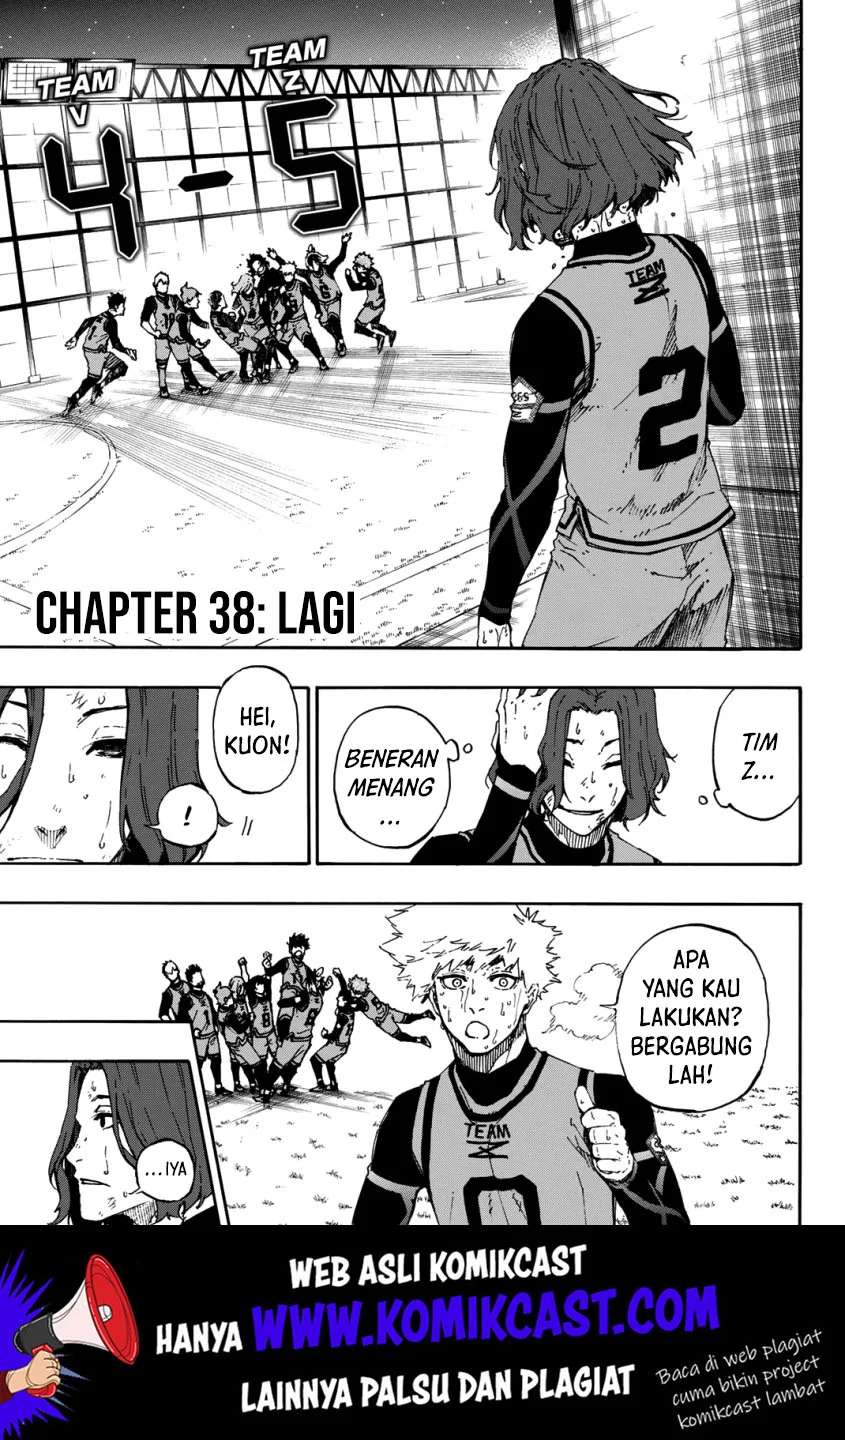 TEAM
V
TEAM
Z
4 - 5
TEAM
Z
2
CHAPTER 38: LAGI
TIM
Z...
BENERAN
MENANG
...
HEI,
KUON!
!
APA
YANG KAU
LAKUKAN?
BERGABUNG
LAH!
TEAM
Z
...IYA
WEB ASLI KOMIKCAST
HANYA WWW.KOMIKCAST.COM
LAINNYA PALSU DAN PLAGIAT
Baca di web plagiat
cuma bikin project
komikcast lambat